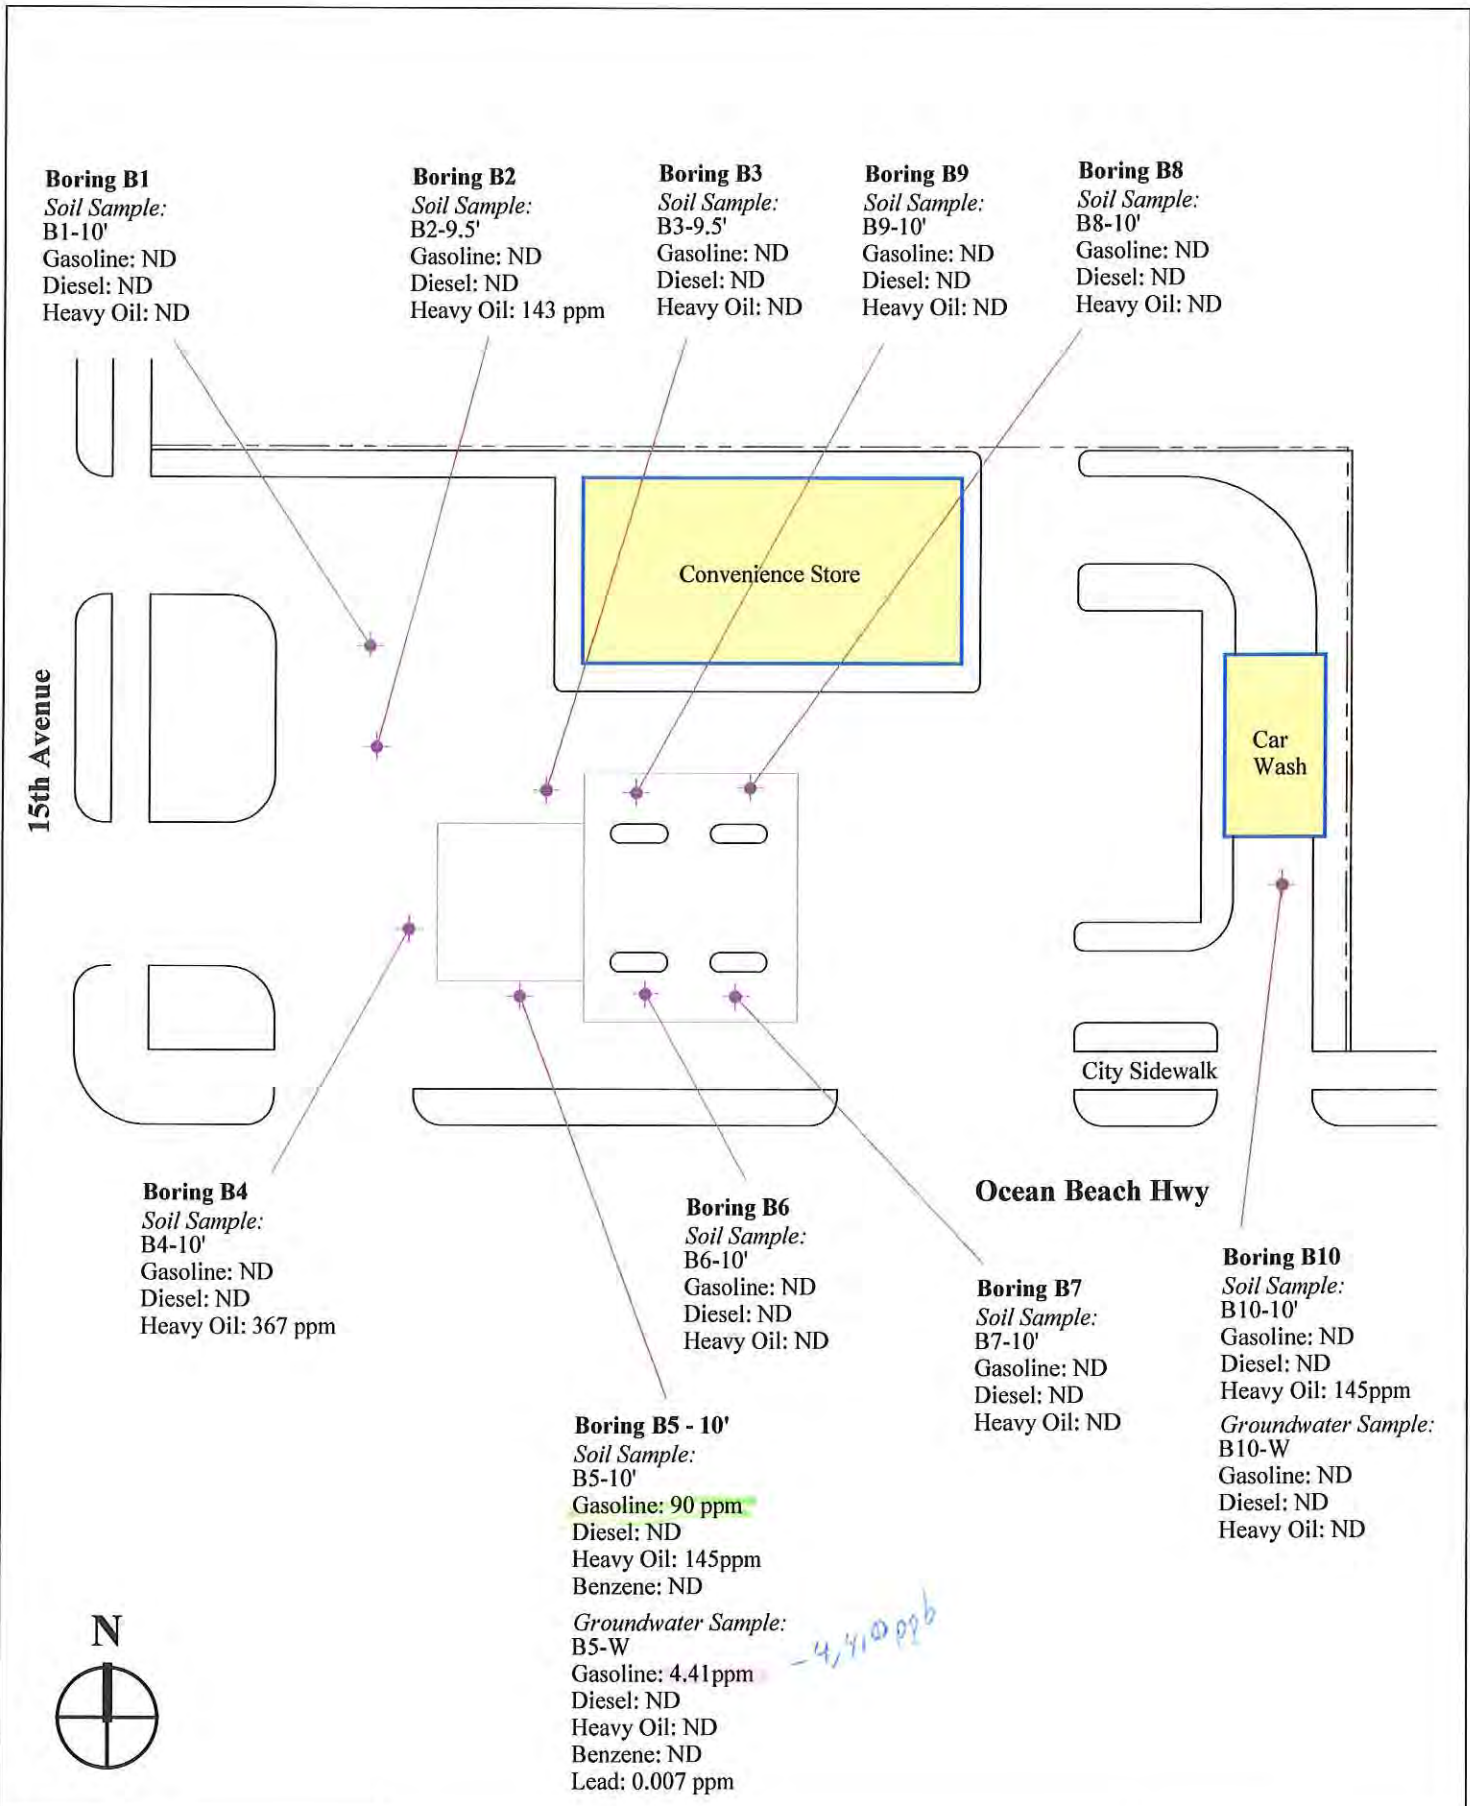 Boring B1
Soil Sample:
B1-10'
Gasoline: ND
Diesel: ND
Heavy Oil: ND
Boring B2
Soil Sample:
B2-9.5'
Gasoline: ND
Diesel: ND
Heavy Oil: 143 ppm
Boring B3
Soil Sample:
B3-9.5'
Gasoline: ND
Diesel: ND
Heavy Oil: ND
Boring B9
Soil Sample:
B9-10'
Gasoline: ND
Diesel: ND
Heavy Oil: ND
Boring B8
Soil Sample:
B8-10'
Gasoline: ND
Diesel: ND
Heavy Oil: ND
Convenience Store
15th Avenue
Car
Wash
City Sidewalk
Ocean Beach Hwy
Boring B4
Soil Sample:
B4-10'
Gasoline: ND
Diesel: ND
Heavy Oil: 367 ppm
Boring B6
Soil Sample:
B6-10'
Gasoline: ND
Diesel: ND
Heavy Oil: ND
Boring B7
Soil Sample:
B7-10'
Gasoline: ND
Diesel: ND
Heavy Oil: ND
Boring B10
Soil Sample:
B10-10'
Gasoline: ND
Diesel: ND
Heavy Oil: 145ppm
Groundwater Sample:
B10-W
Gasoline: ND
Diesel: ND
Heavy Oil: ND
Boring B5 - 10'
Soil Sample:
B5-10'
Gasoline: 90 ppm
Diesel: ND
Heavy Oil: 145ppm
Benzene: ND
Groundwater Sample:
B5-W
Gasoline: 4.41ppm
Diesel: ND
Heavy Oil: ND
Benzene: ND
Lead: 0.007 ppm
- 4,410 ppb
N